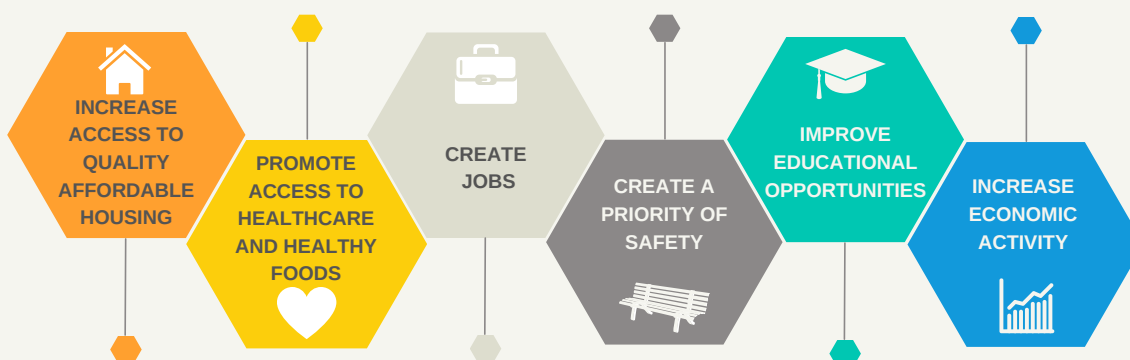 INCREASE
ACCESS TO
QUALITY
AFFORDABLE
HOUSING
PROMOTE
ACCESS TO
HEALTHCARE
AND HEALTHY
FOODS
CREATE
JOBS
CREATE A
PRIORITY OF
SAFETY
IMPROVE
EDUCATIONAL
OPPORTUNITIES
INCREASE
ECONOMIC
ACTIVITY